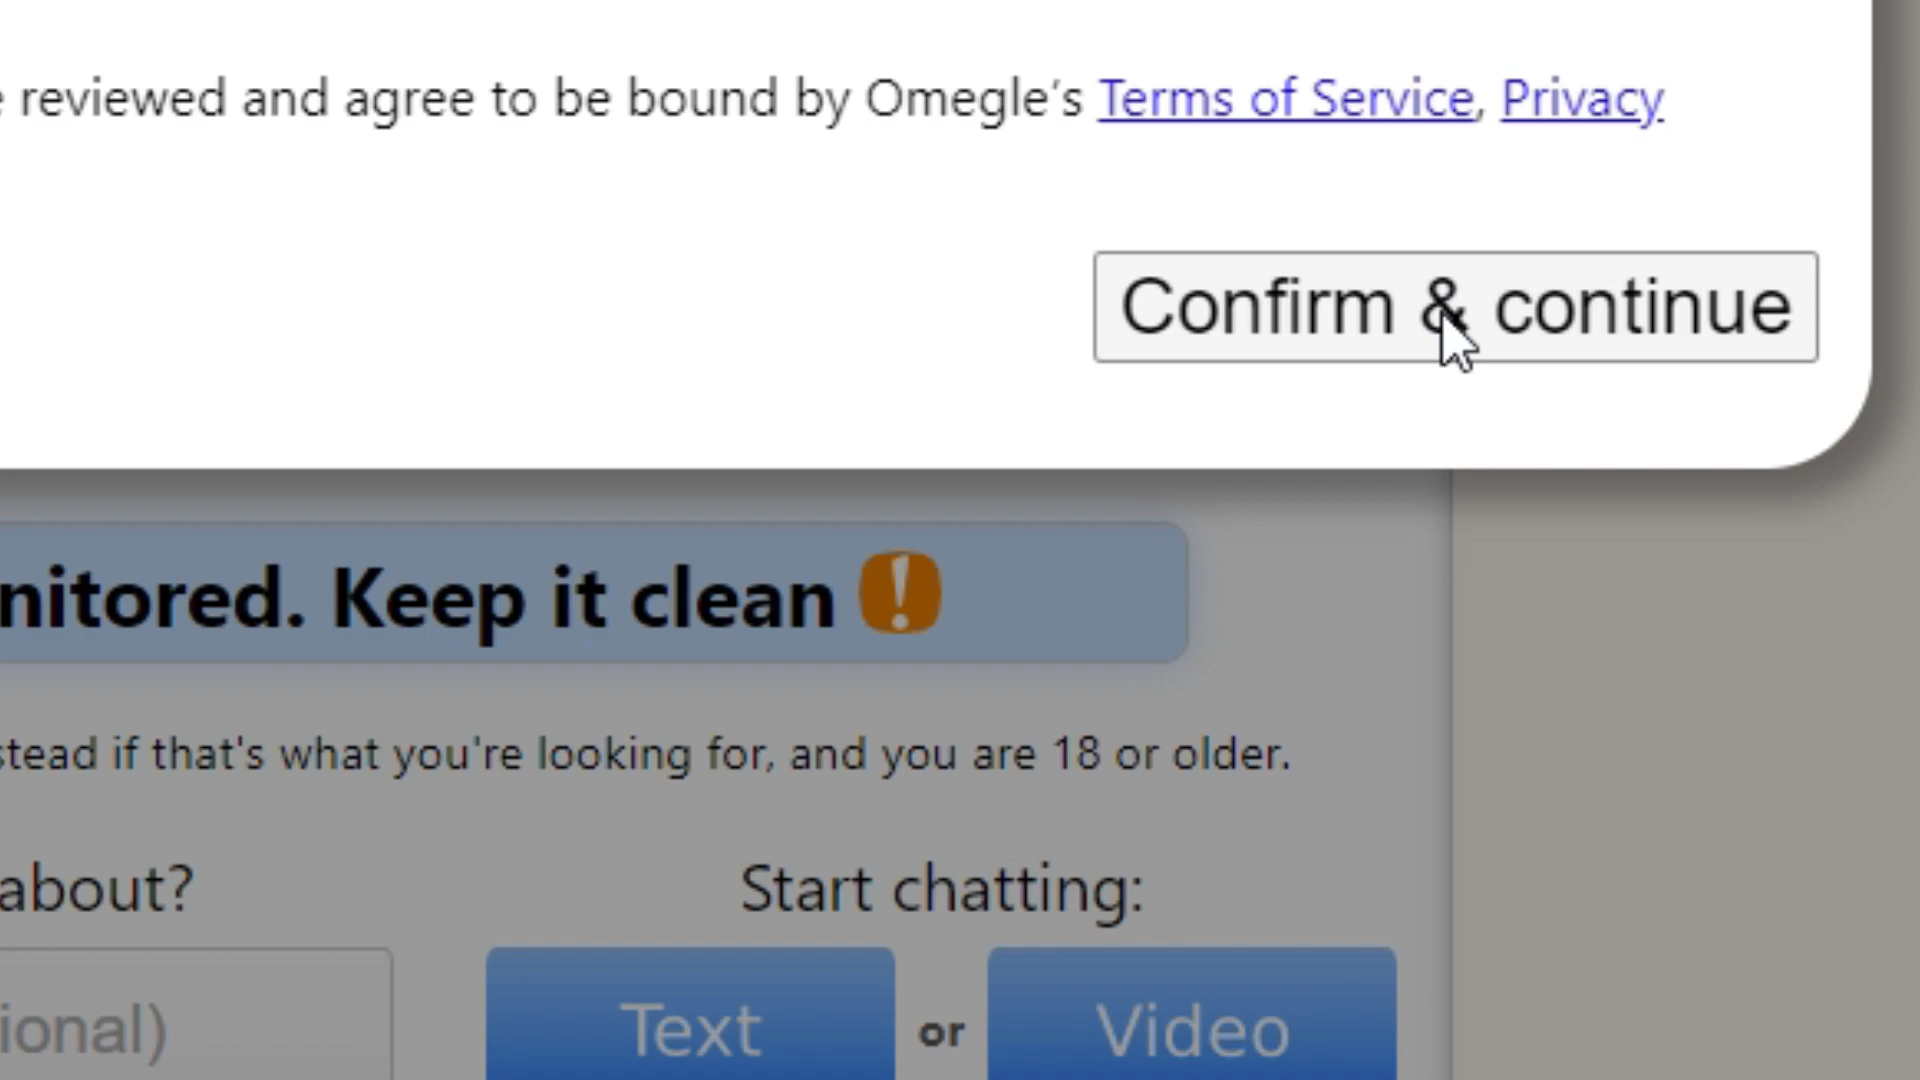 reviewed and agree to be bound by Omegle's Terms of Service, Privacy
Confirm & continue
nitored. Keep it clean
stead if that's what you're looking for, and you are 18 or older.
about?
Start chatting:
ional)
Text or Video